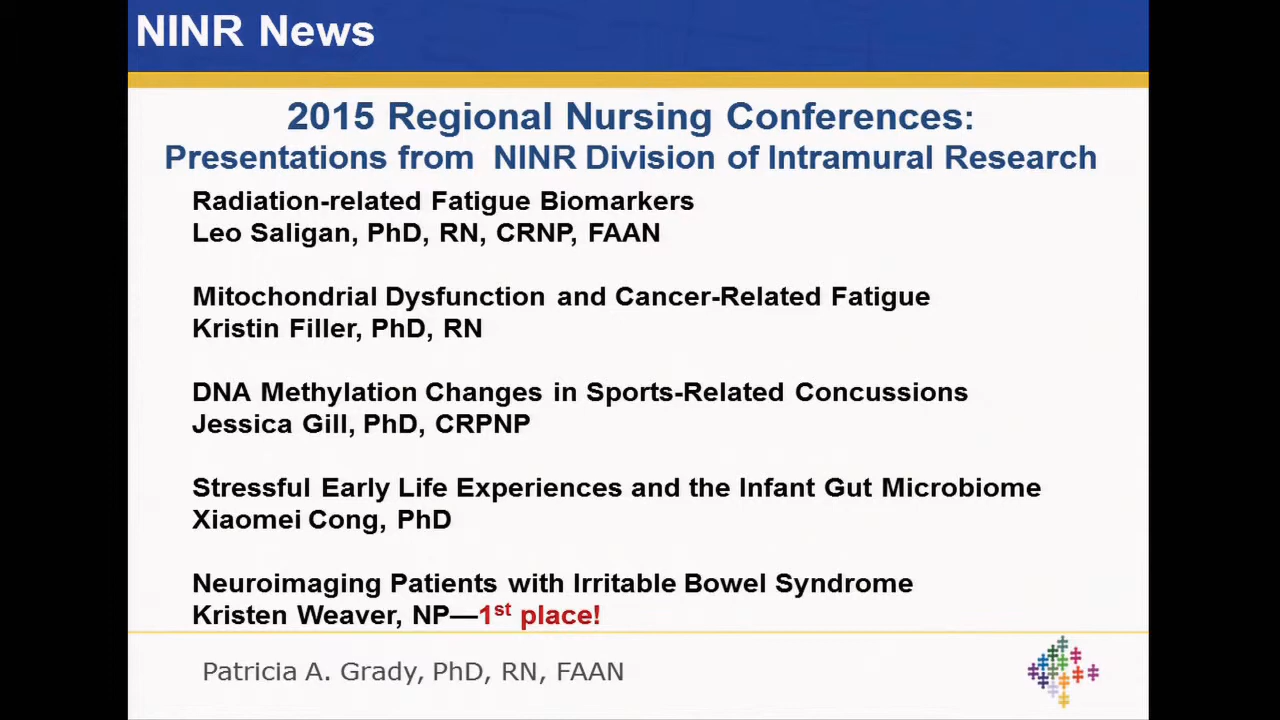 NINR News
2015 Regional Nursing Conferences:
Presentations from NINR Division of Intramural Research
Radiation-related Fatigue Biomarkers
Leo Saligan, PhD, RN, CRNP, FAAN
Mitochondrial Dysfunction and Cancer-Related Fatigue
Kristin Filler, PhD, RN
DNA Methylation Changes in Sports-Related Concussions
Jessica Gill, PhD, CRPNP
Stressful Early Life Experiences and the Infant Gut Microbiome
Xiaomei Cong, PhD
Neuroimaging Patients with Irritable Bowel Syndrome
Kristen Weaver, NP—1st place!
Patricia A. Grady, PhD, RN, FAAN